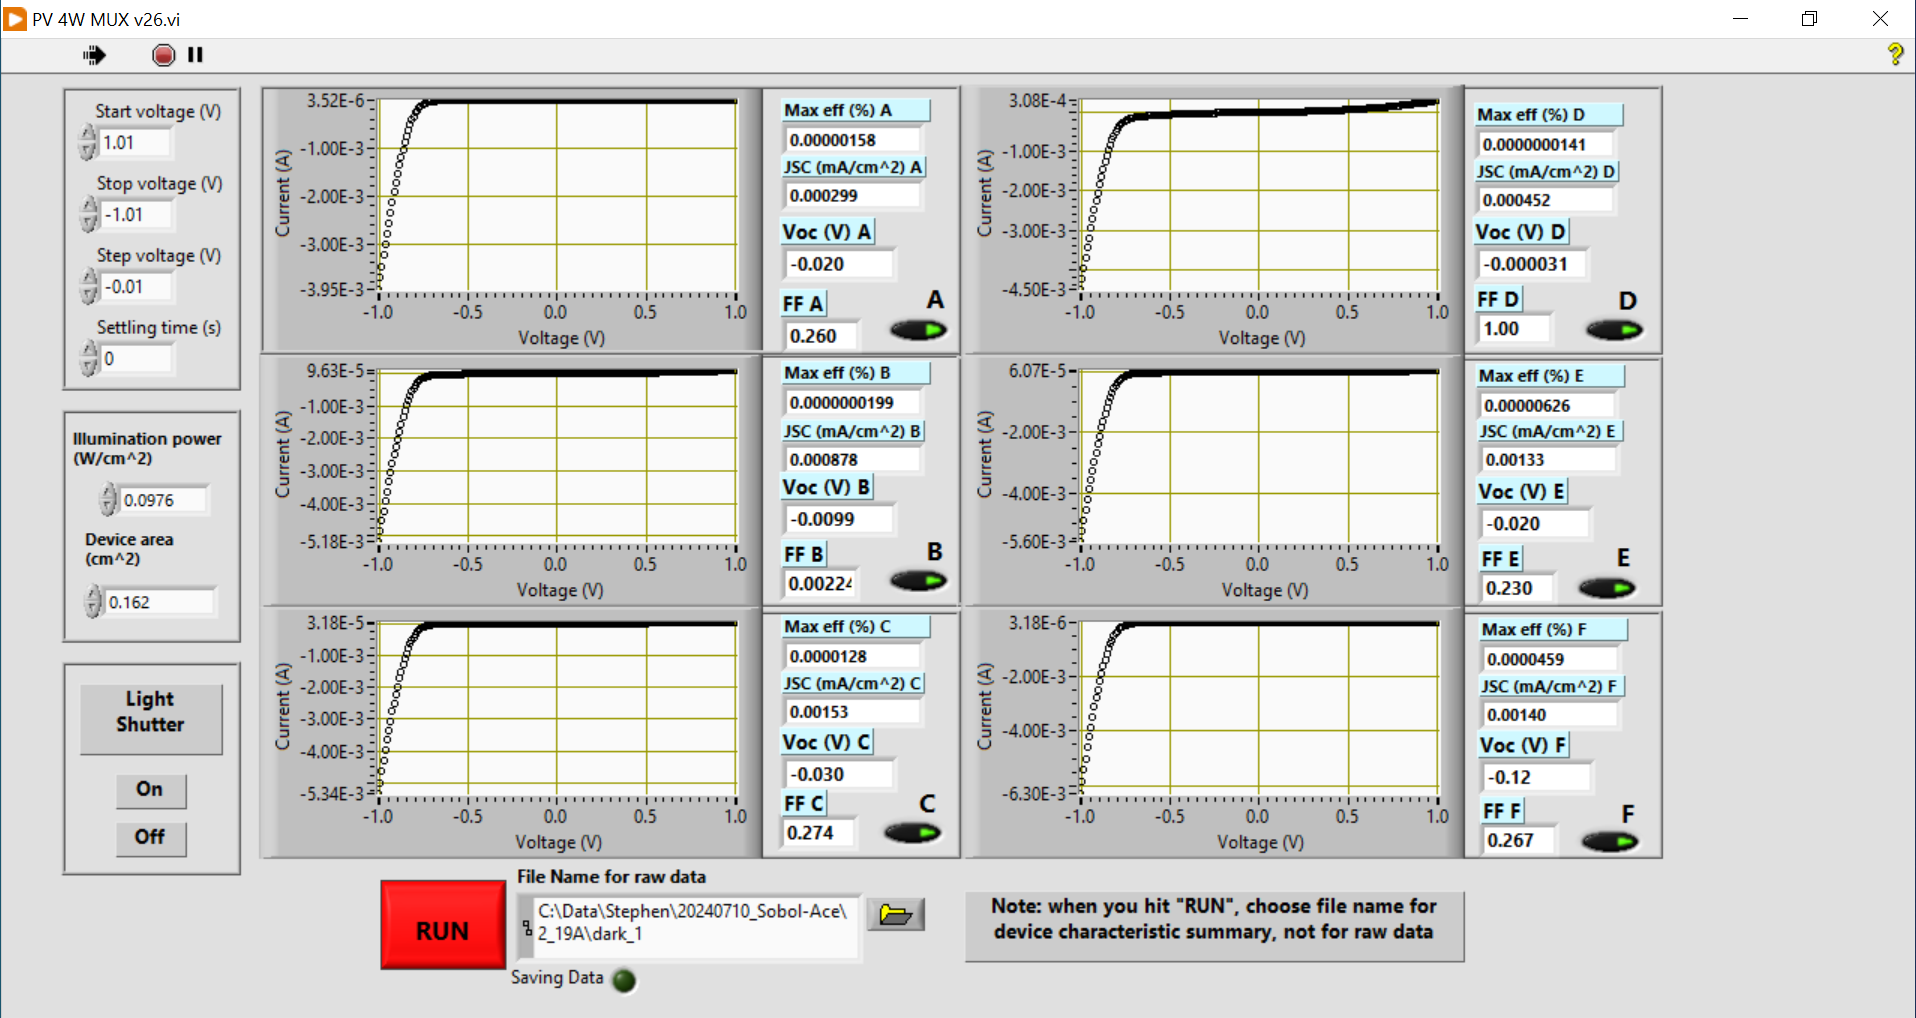 PV 4W MUX v26.vi
Start voltage (V)
1.01
Stop voltage (V)
-1.01
Step voltage (V)
-0.01
Settling time (s)
0
Illumination power
(W/cm^2)
0.0976
Device area
(cm^2)
0.162
Light
Shutter
On
Off
3.52E-6
-1.00E-3
-2.00E-3
-3.00E-3
-3.95E-3
Current (A)
-1.0 -0.5 0.0 0.5 1.0
Voltage (V)
Max eff (%) A
0.00000158
JSC (mA/cm^2) A
0.000299
Voc (V) A
-0.020
FF A
0.260
A
3.08E-4
-1.00E-3
-2.00E-3
-3.00E-3
-4.50E-3
Current (A)
-1.0 -0.5 0.0 0.5 1.0
Voltage (V)
Max eff (%) D
0.0000000141
JSC (mA/cm^2) D
0.000452
Voc (V) D
-0.000031
FF D
1.00
D
9.63E-5
-1.00E-3
-2.00E-3
-3.00E-3
-4.00E-3
-5.18E-3
Current (A)
-1.0 -0.5 0.0 0.5 1.0
Voltage (V)
Max eff (%) B
0.0000000199
JSC (mA/cm^2) B
0.000878
Voc (V) B
-0.0099
FF B
0.00224
B
6.07E-5
-2.00E-3
-4.00E-3
-5.60E-3
Current (A)
-1.0 -0.5 0.0 0.5 1.0
Voltage (V)
Max eff (%) E
0.00000626
JSC (mA/cm^2) E
0.00133
Voc (V) E
-0.020
FF E
0.230
E
3.18E-5
-1.00E-3
-2.00E-3
-3.00E-3
-4.00E-3
-5.34E-3
Current (A)
-1.0 -0.5 0.0 0.5 1.0
Voltage (V)
Max eff (%) C
0.0000128
JSC (mA/cm^2) C
0.00153
Voc (V) C
-0.030
FF C
0.274
C
3.18E-6
-2.00E-3
-4.00E-3
-6.30E-3
Current (A)
-1.0 -0.5 0.0 0.5 1.0
Voltage (V)
Max eff (%) F
0.0000459
JSC (mA/cm^2) F
0.00140
Voc (V) F
-0.12
FF F
0.267
F
RUN
File Name for raw data
C:\Data\Stephen\20240710_Sobol-Ace\
2_19A\dark_1
Saving Data
Note: when you hit "RUN", choose file name for
device characteristic summary, not for raw data